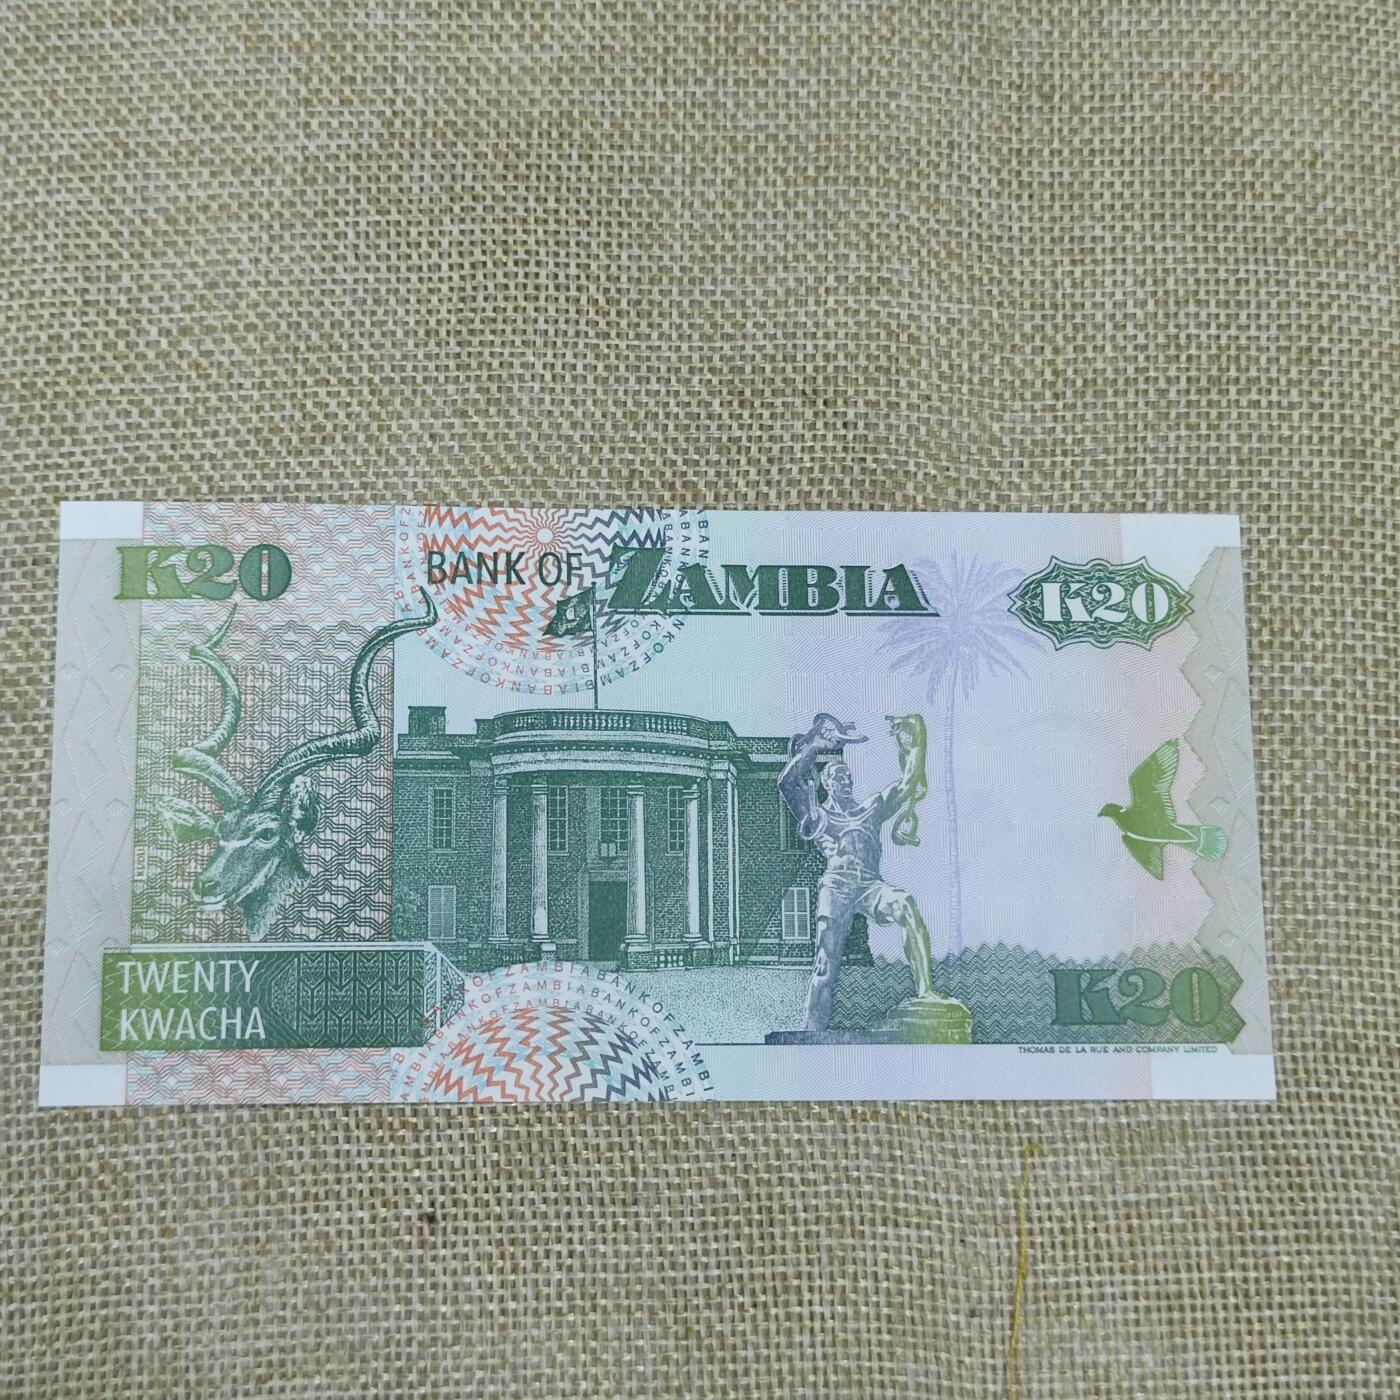 K20
BANK OF ZAMBIA
K20
TWENTY
KWACHA
K20
THOMAS DE LA RUE AND COMPANY LIMITED